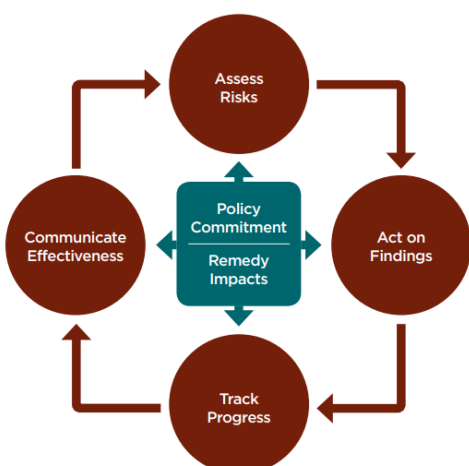 Assess
Risks
Policy
Commitment
Remedy
Impacts
Communicate
Effectiveness
Act on
Findings
Track
Progress